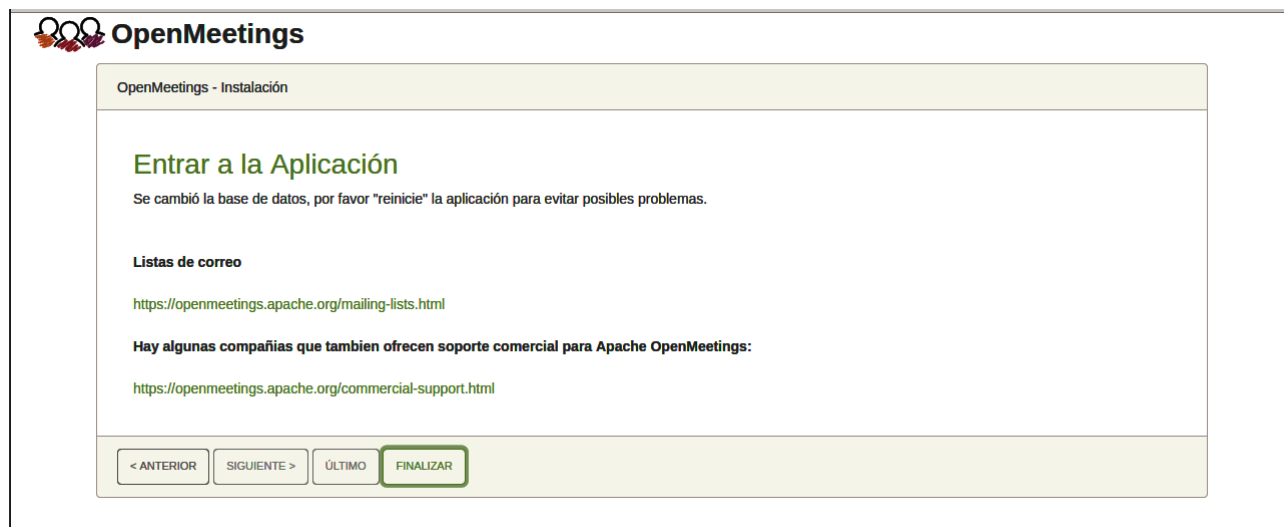 OpenMeetings
OpenMeetings - Instalación
Entrar a la Aplicación
Se cambió la base de datos, por favor "reinicie" la aplicación para evitar posibles problemas.
Listas de correo
https://openmeetings.apache.org/mailing-lists.html
Hay algunas compañias que tambien ofrecen soporte comercial para Apache OpenMeetings:
https://openmeetings.apache.org/commercial-support.html
< ANTERIOR SIGUIENTE > ÚLTIMO FINALIZAR